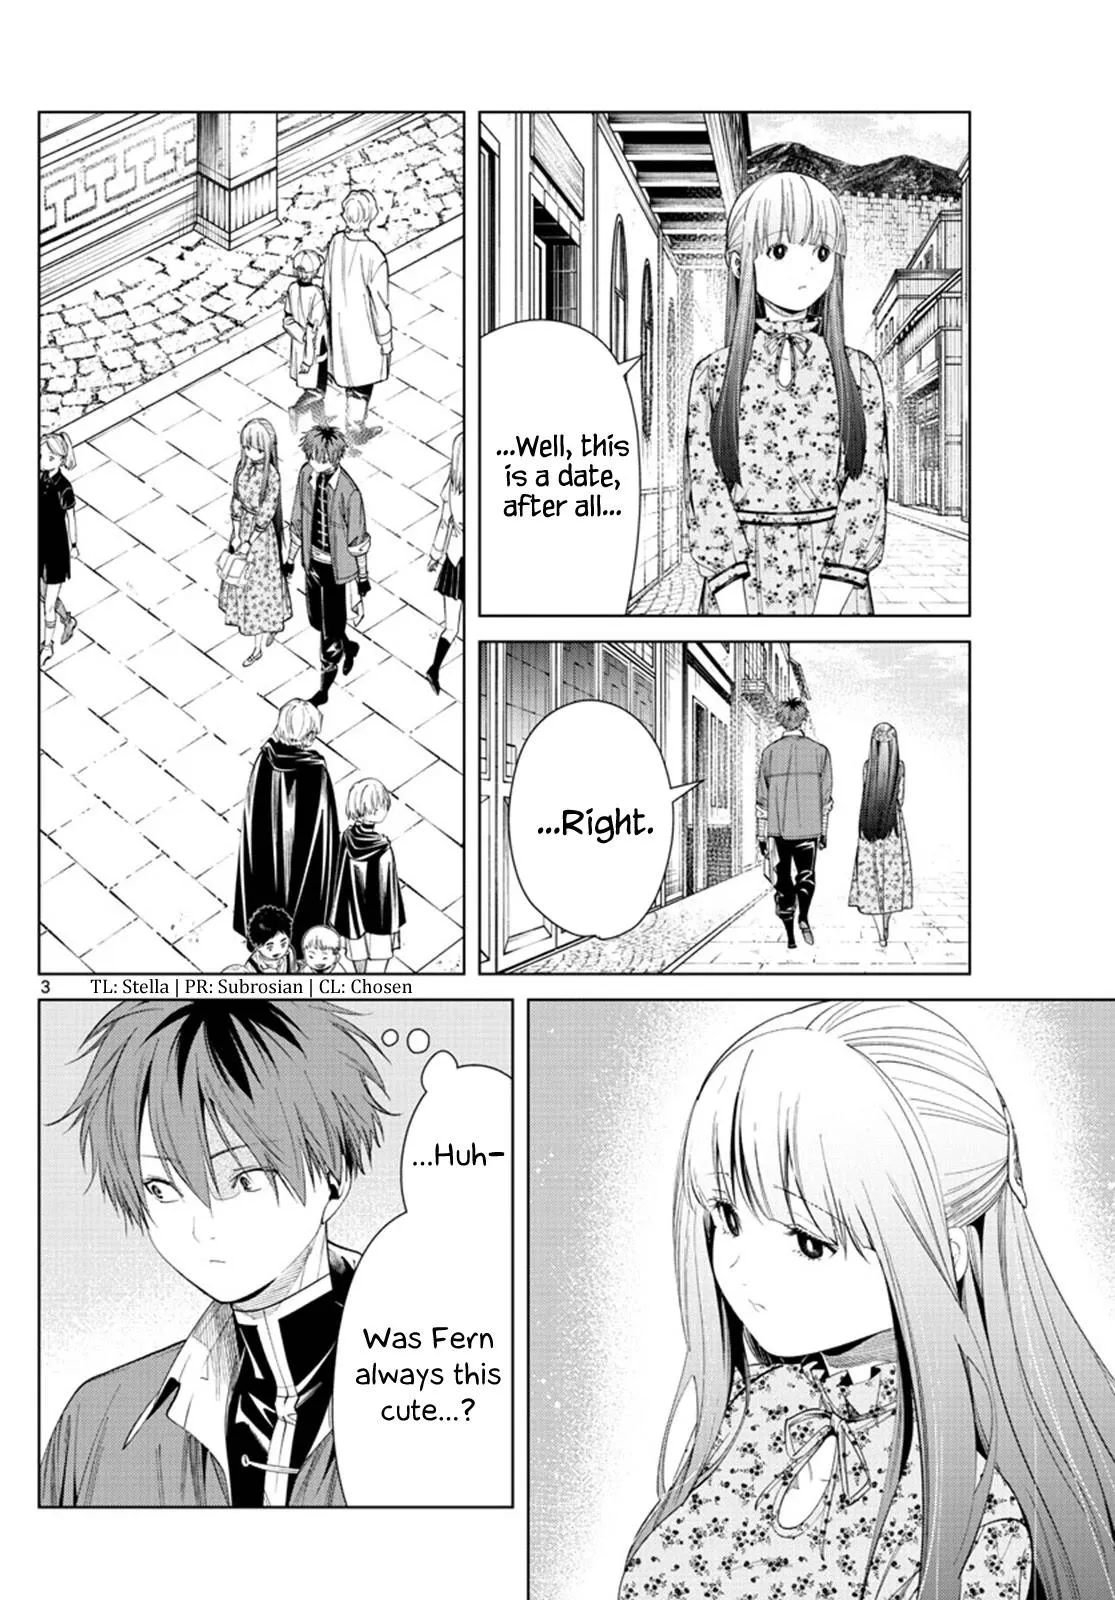 ...Well, this
is a date,
after all...
...Right.
3
TL: Stella | PR: Subrosian | CL: Chosen
...Huh-
Was Fern
always this
cute...?